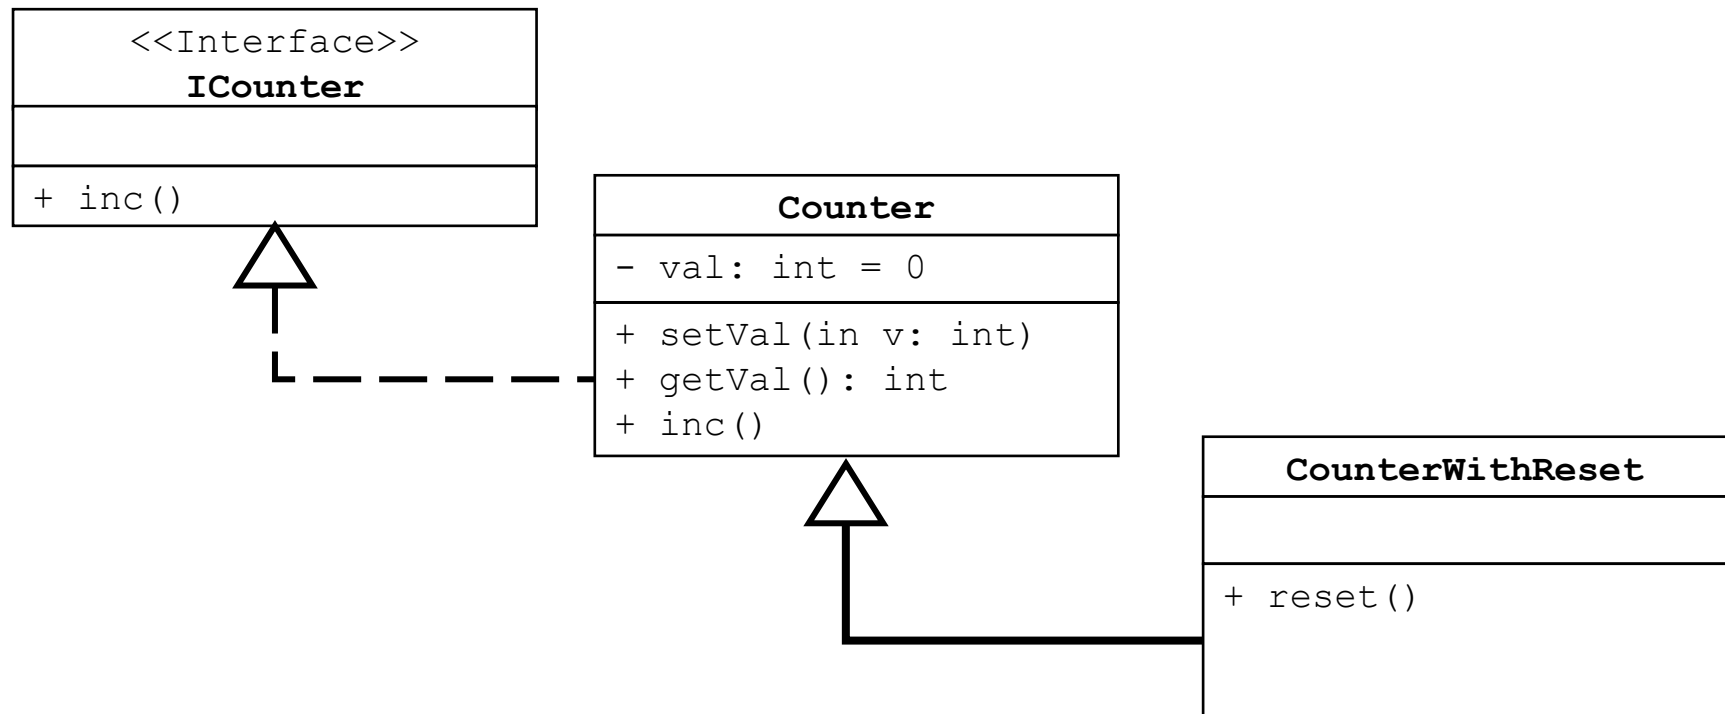 <<Interface>>
ICounter
+ inc()
Counter
- val: int = 0
+ setVal(in v: int)
+ getVal(): int
+ inc()
CounterWithReset
+ reset()